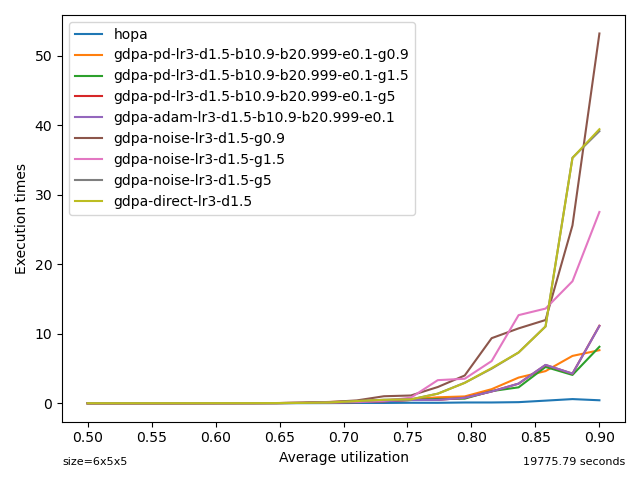 hopa
gdpa-pd-lr3-d1.5-b10.9-b20.999-e0.1-g0.9
gdpa-pd-lr3-d1.5-b10.9-b20.999-e0.1-g1.5
gdpa-pd-lr3-d1.5-b10.9-b20.999-e0.1-g5
gdpa-adam-lr3-d1.5-b10.9-b20.999-e0.1
gdpa-noise-lr3-d1.5-g0.9
gdpa-noise-lr3-d1.5-g1.5
gdpa-noise-lr3-d1.5-g5
gdpa-direct-lr3-d1.5
Execution times
50
40
30
20
10
0
0.50 0.55 0.60 0.65 0.70 0.75 0.80 0.85 0.90
Average utilization
size=6x5x5
19775.79 seconds